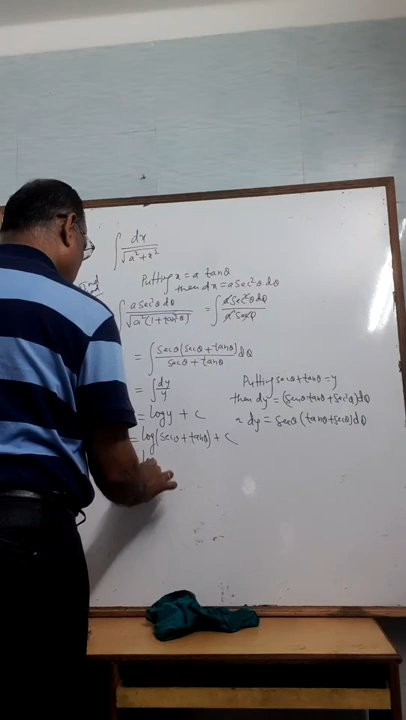 ∫ dx/√(a²+x²)
Putting x = a tanθ
then dx = a sec²θ dθ
∫ a sec²θ dθ/√(a²(1+tan²θ)) = ∫ a sec²θ dθ/(a secθ)
= ∫ secθ(secθ+tanθ)/(secθ+tanθ) dθ
= ∫ dy/y
Putting secθ+tanθ = y
= log y + c
then dy = (secθ tanθ + sec²θ) dθ
= log(secθ + tanθ) + c
dy = secθ (tanθ+secθ) dθ